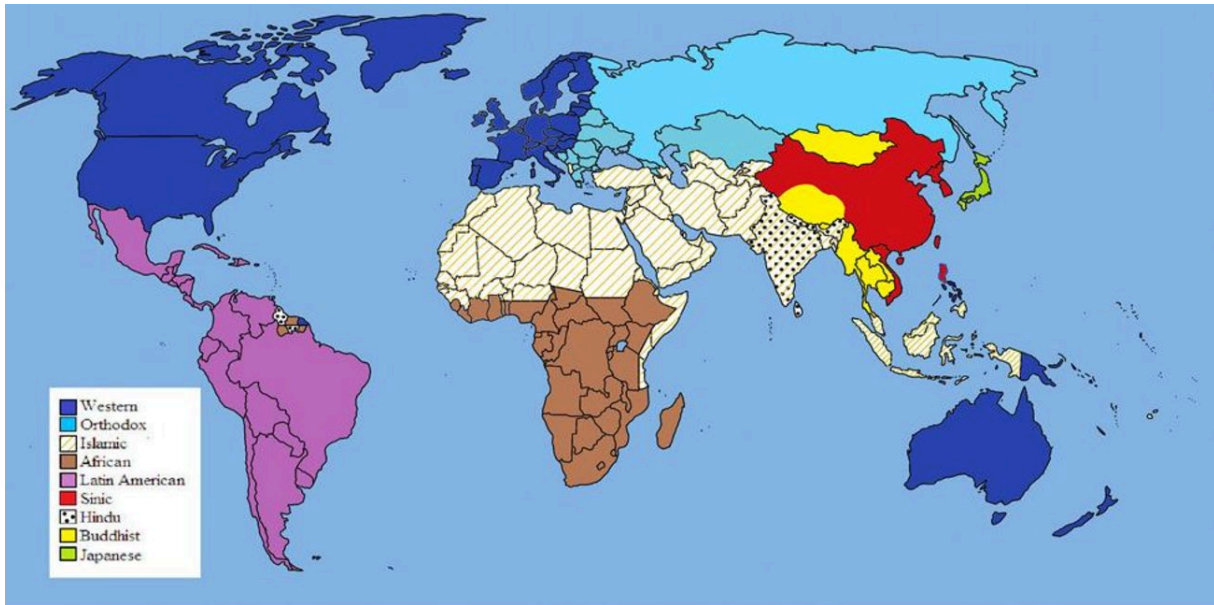 Western
Orthodox
Islamic
African
Latin American
Sinic
Hindu
Buddhist
Japanese